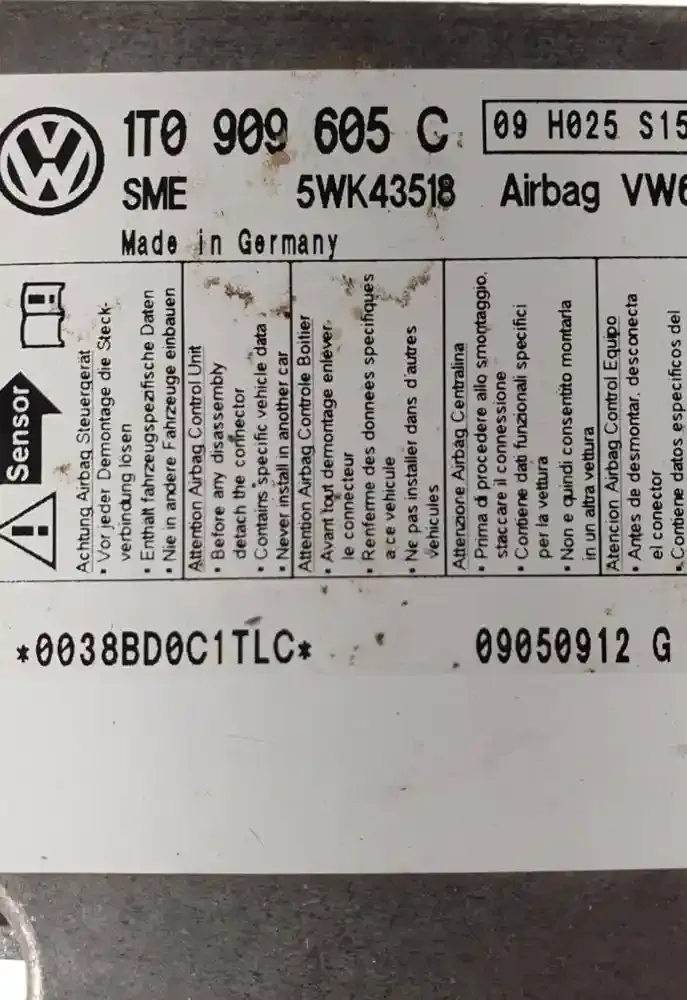 1T0 909 605 C
09 H025 S15
SME 5WK43518 Airbag VW6
Made in Germany
Sensor
Achtung Airbag Steuergerät
• Vor jeder Demontage die Steck-
verbindung lösen
• Enthält fahrzeugspezifische Daten
• Nie in andere Fahrzeuge einbauen
Attention Airbag Control Unit
• Before any disassembly
detach the connector
• Contains specific vehicle data
• Never install in another car
Attention Airbag Controle Boitier
• Avant tout demontage enlever
le connecteur
• Renferme des donnees specifiques
a ce vehicule
• Ne pas installer dans d'autres
vehicules
Attenzione Airbag Centralina
• Prima di procedere allo smontaggio,
staccare il connessione
• Contiene dati funzionali specifici
per la vettura
• Non e quindi consentito montarla
in un altra vettura
Atencion Airbag Control Equipo
• Antes de desmontar, desconecta
el conector
• Contiene datos especificos del
*0038BD0C1TLC*
09050912 G